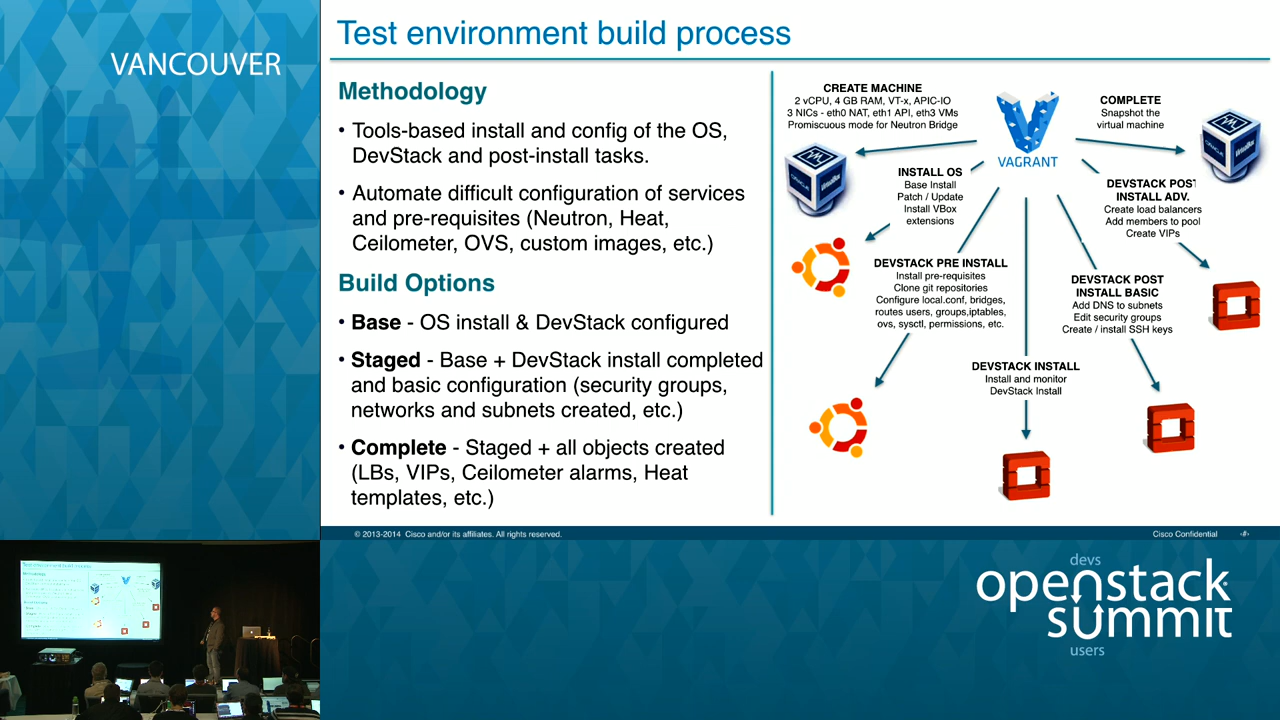 VANCOUVER
Test environment build process
Methodology
• Tools-based install and config of the OS,
DevStack and post-install tasks.
• Automate difficult configuration of services
and pre-requisites (Neutron, Heat,
Ceilometer, OVS, custom images, etc.)
Build Options
• Base - OS install & DevStack configured
• Staged - Base + DevStack install completed
and basic configuration (security groups,
networks and subnets created, etc.)
• Complete - Staged + all objects created
(LBs, VIPs, Ceilometer alarms, Heat
templates, etc.)
CREATE MACHINE
2 vCPU, 4 GB RAM, VT-x, APIC-IO
3 NICs - eth0 NAT, eth1 API, eth3 VMs
Promiscuous mode for Neutron Bridge
VAGRANT
COMPLETE
Snapshot the
virtual machine
INSTALL OS
Base Install
Patch / Update
Install VBox
extensions
DEVSTACK POST
INSTALL ADV.
Create load balancers
Add members to pool
Create VIPs
DEVSTACK PRE INSTALL
Install pre-requisites
Clone git repositories
Configure local.conf, bridges,
routes users, groups,iptables,
ovs, sysctl, permissions, etc.
DEVSTACK POST
INSTALL BASIC
Add DNS to subnets
Edit security groups
Create / install SSH keys
DEVSTACK INSTALL
Install and monitor
DevStack Install
© 2013-2014 Cisco and/or its affiliates. All rights reserved.
Cisco Confidential
‹#›
devs
openstack
summit
users